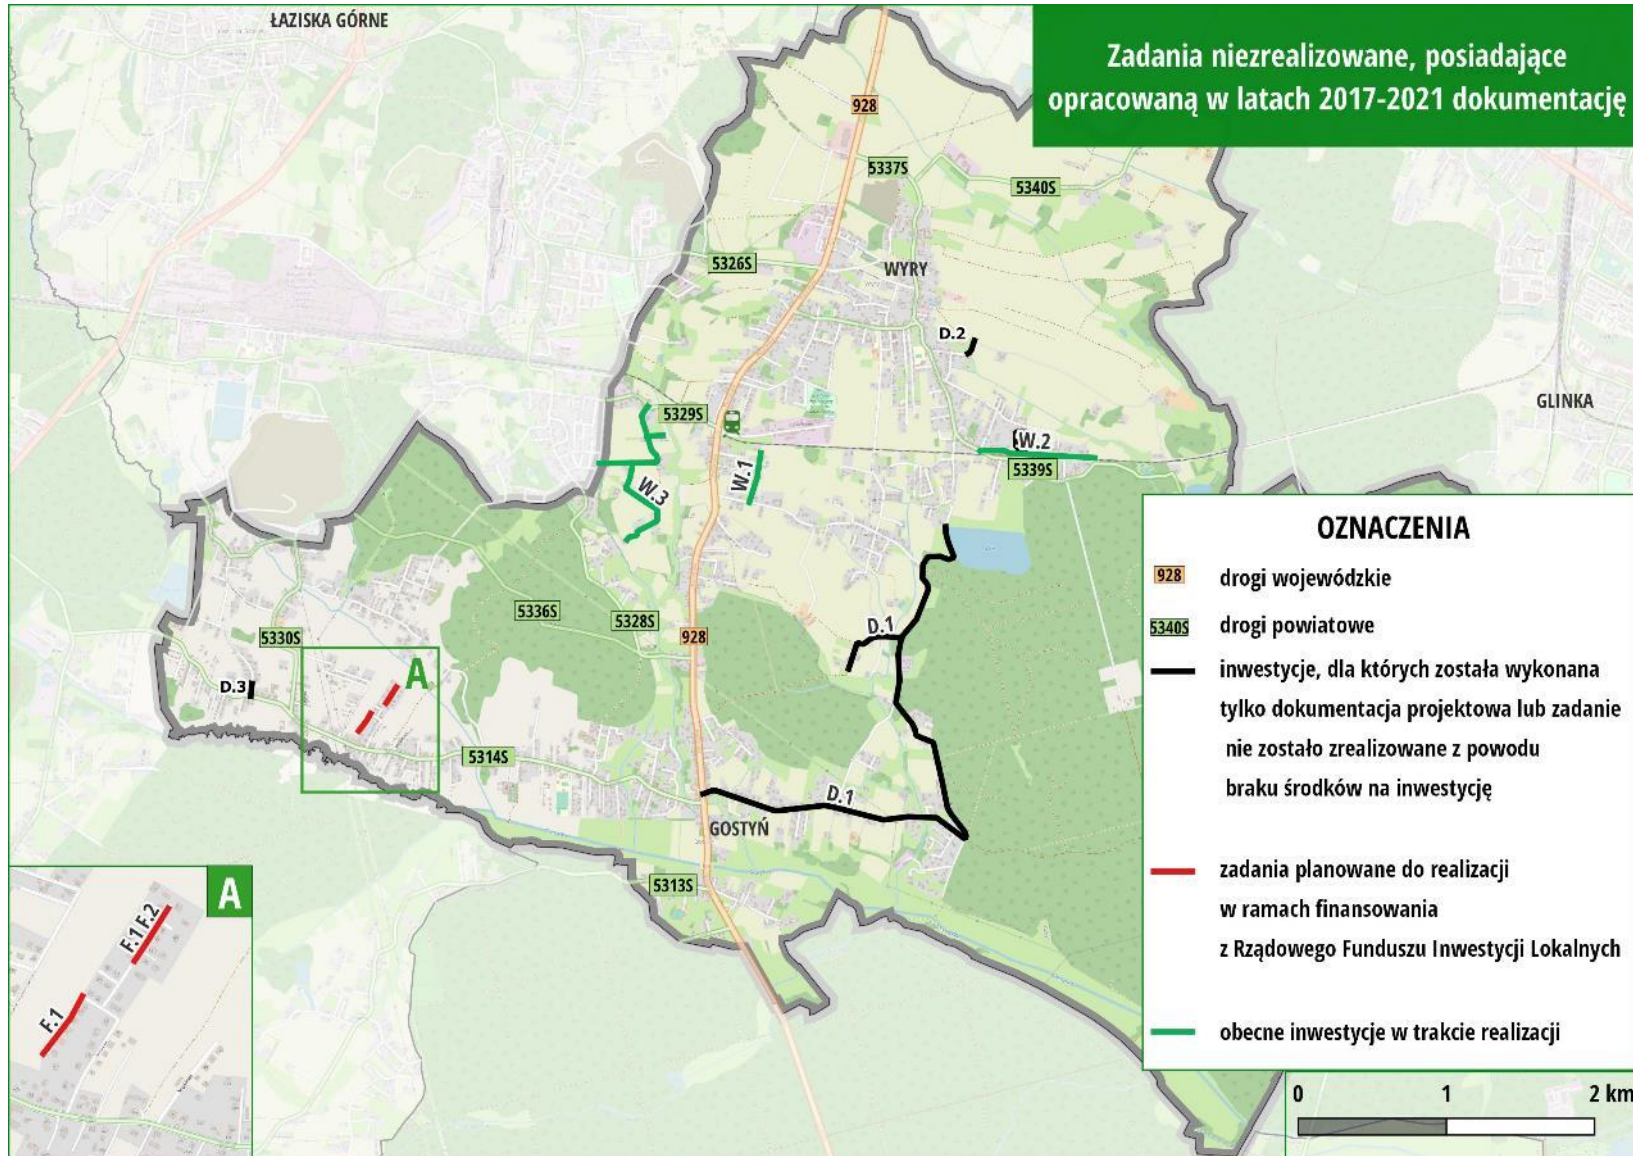 ŁAZISKA GÓRNE
Zadania niezrealizowane, posiadające
opracowaną w latach 2017-2021 dokumentację
928
5337S
5340S
5326S
WYRY
D.2
GLINKA
5329S
W.2
5339S
W.1
W.3
5336S
5328S
928
D.1
5330S
D.3
A
5314S
D.1
GOSTYŃ
5313S
OZNACZENIA
928 drogi wojewódzkie
5340S drogi powiatowe
inwestycje, dla których została wykonana
tylko dokumentacja projektowa lub zadanie
nie zostało zrealizowane z powodu
braku środków na inwestycję
zadania planowane do realizacji
w ramach finansowania
z Rządowego Funduszu Inwestycji Lokalnych
obecne inwestycje w trakcie realizacji
A
F.1 F.2
F.1
0 1 2 km